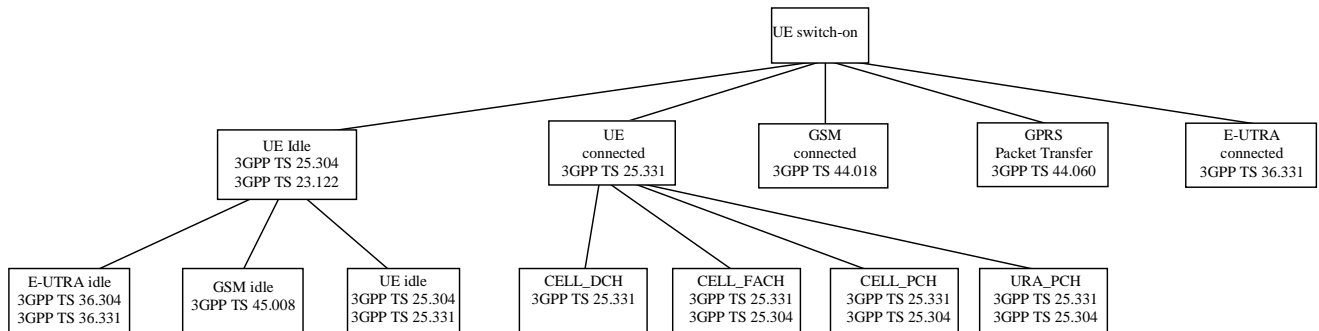 UE switch-on
UE Idle
3GPP TS 25.304
3GPP TS 23.122
UE
connected
3GPP TS 25.331
GSM
connected
3GPP TS 44.018
GPRS
Packet Transfer
3GPP TS 44.060
E-UTRA
connected
3GPP TS 36.331
E-UTRA idle
3GPP TS 36.304
3GPP TS 36.331
GSM idle
3GPP TS 45.008
UE idle
3GPP TS 25.304
3GPP TS 25.331
CELL_DCH
3GPP TS 25.331
CELL_FACH
3GPP TS 25.331
3GPP TS 25.304
CELL_PCH
3GPP TS 25.331
3GPP TS 25.304
URA_PCH
3GPP TS 25.331
3GPP TS 25.304